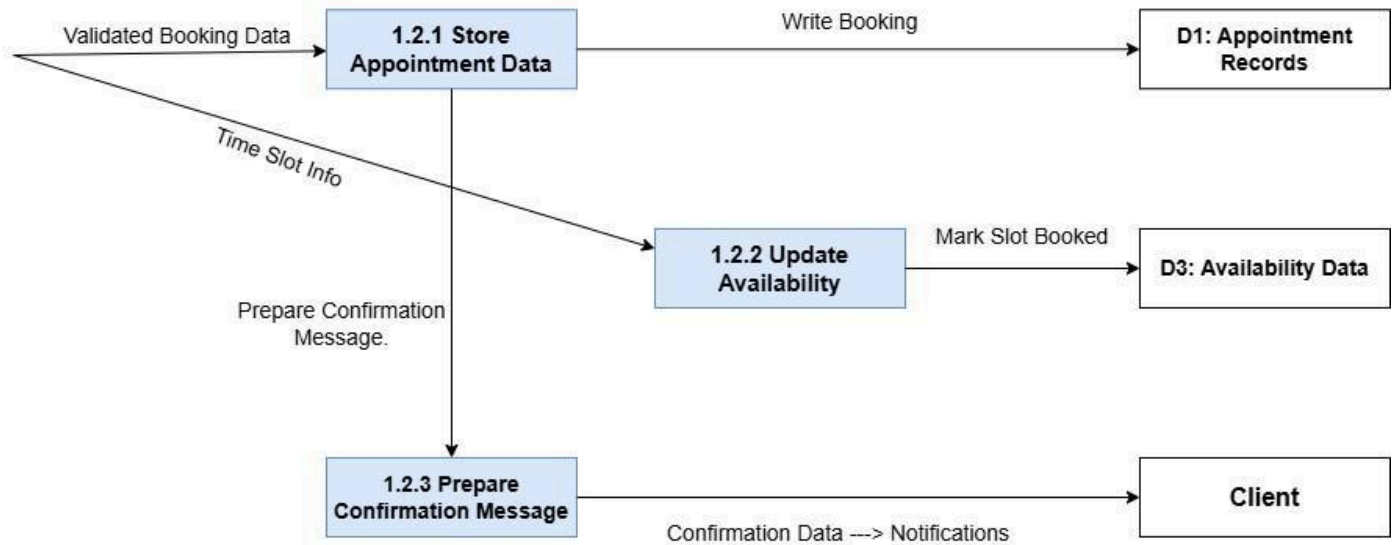 Write Booking
Validated Booking Data
1.2.1 Store
Appointment Data
D1: Appointment
Records
Time Slot Info
1.2.2 Update
Availability
Mark Slot Booked
D3: Availability Data
Prepare Confirmation
Message.
1.2.3 Prepare
Confirmation Message
Client
Confirmation Data ---> Notifications